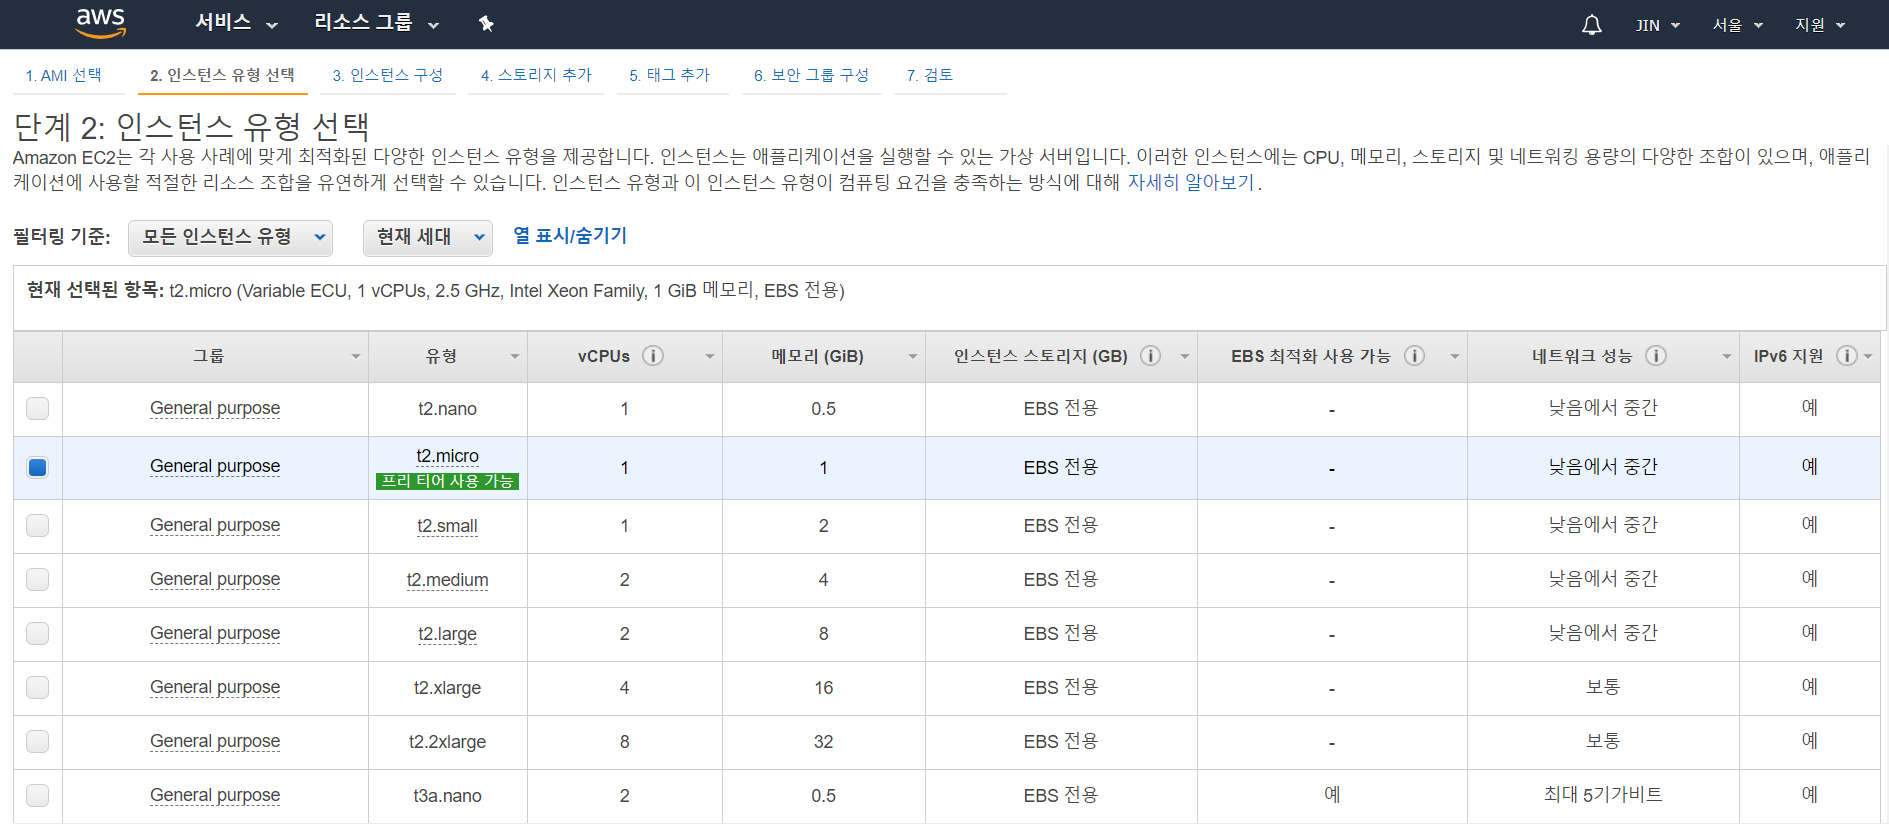 aws 서비스 리소스 그룹 JIN 서울 지원
1. AMI 선택 2. 인스턴스 유형 선택 3. 인스턴스 구성 4. 스토리지 추가 5. 태그 추가 6. 보안 그룹 구성 7. 검토
단계 2: 인스턴스 유형 선택
Amazon EC2는 각 사용 사례에 맞게 최적화된 다양한 인스턴스 유형을 제공합니다. 인스턴스는 애플리케이션을 실행할 수 있는 가상 서버입니다. 이러한 인스턴스에는 CPU, 메모리, 스토리지 및 네트워킹 용량의 다양한 조합이 있으며, 애플리
케이션에 사용할 적절한 리소스 조합을 유연하게 선택할 수 있습니다. 인스턴스 유형과 이 인스턴스 유형이 컴퓨팅 요건을 충족하는 방식에 대해 자세히 알아보기.
필터링 기준: 모든 인스턴스 유형 현재 세대 열 표시/숨기기
현재 선택된 항목: t2.micro (Variable ECU, 1 vCPUs, 2.5 GHz, Intel Xeon Family, 1 GiB 메모리, EBS 전용)
그룹 유형 vCPUs 메모리 (GiB) 인스턴스 스토리지 (GB) EBS 최적화 사용 가능 네트워크 성능 IPv6 지원
General purpose t2.nano 1 0.5 EBS 전용 - 낮음에서 중간 예
General purpose t2.micro 1 1 EBS 전용 - 낮음에서 중간 예
프리 티어 사용 가능
General purpose t2.small 1 2 EBS 전용 - 낮음에서 중간 예
General purpose t2.medium 2 4 EBS 전용 - 낮음에서 중간 예
General purpose t2.large 2 8 EBS 전용 - 낮음에서 중간 예
General purpose t2.xlarge 4 16 EBS 전용 - 보통 예
General purpose t2.2xlarge 8 32 EBS 전용 - 보통 예
General purpose t3a.nano 2 0.5 EBS 전용 예 최대 5기가비트 예